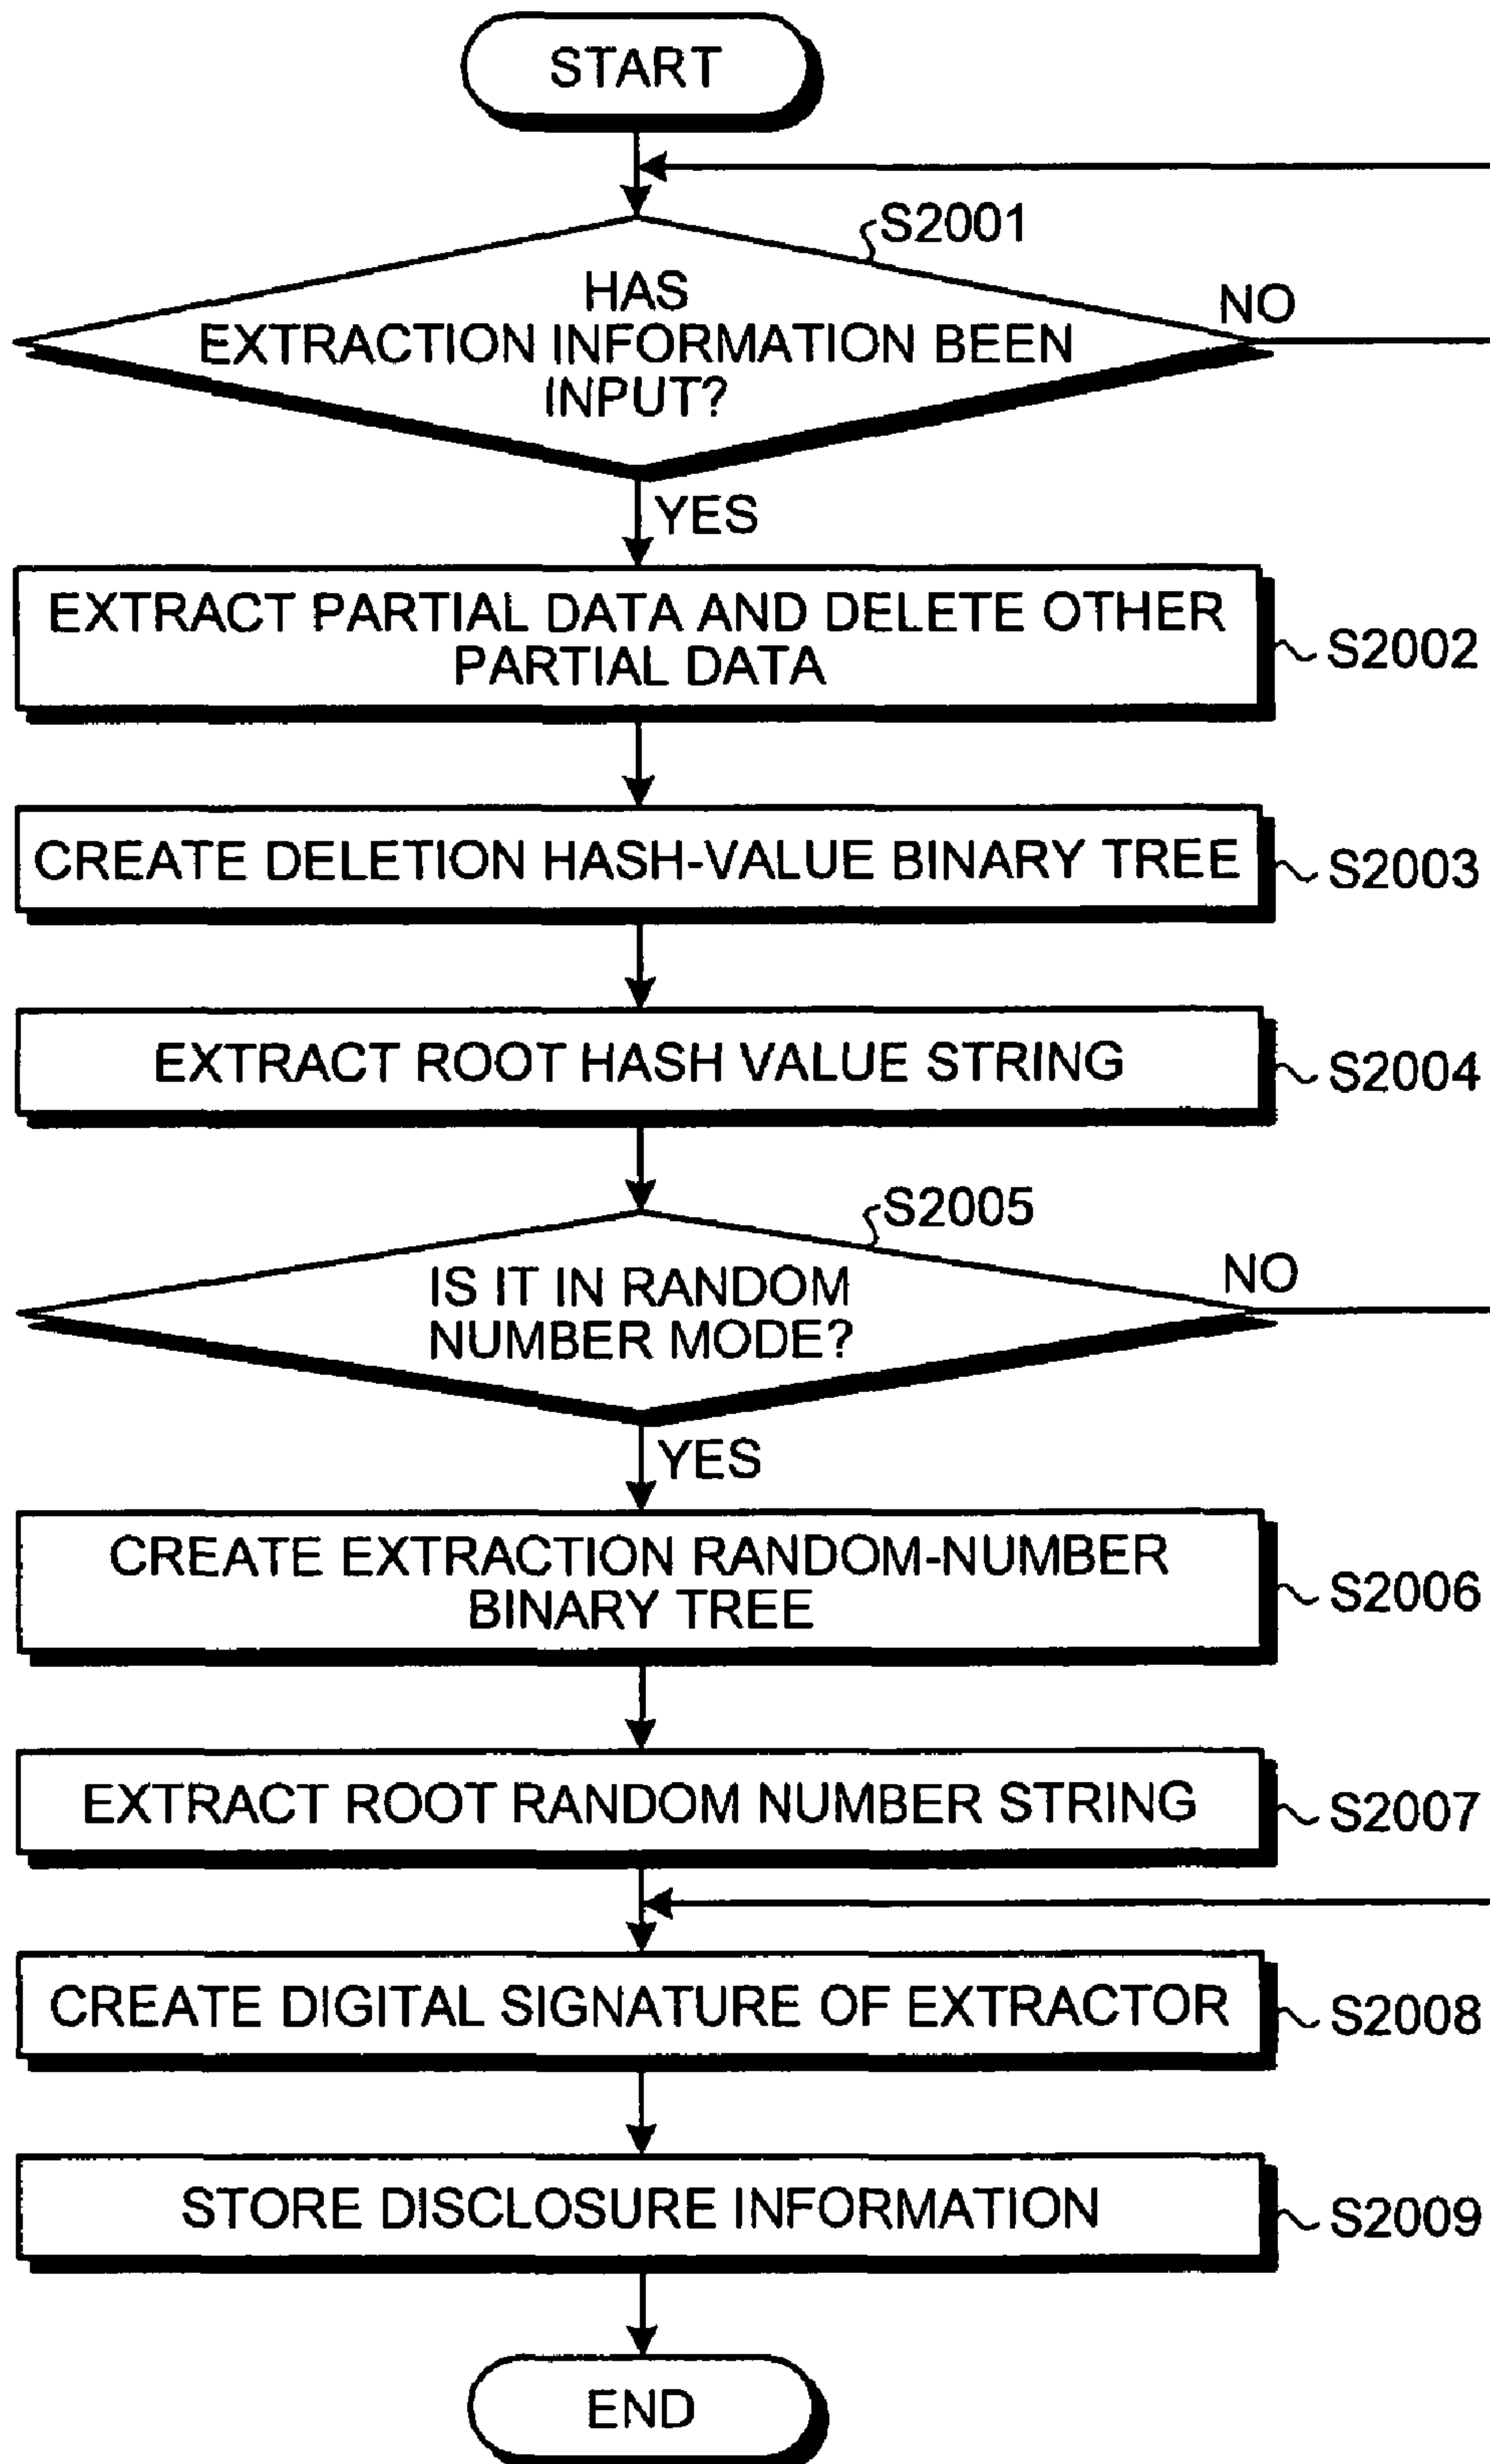 START
S2001
HAS
EXTRACTION INFORMATION BEEN
INPUT?
NO
YES
EXTRACT PARTIAL DATA AND DELETE OTHER
PARTIAL DATA
S2002
CREATE DELETION HASH-VALUE BINARY TREE
S2003
EXTRACT ROOT HASH VALUE STRING
S2004
S2005
IS IT IN RANDOM
NUMBER MODE?
NO
YES
CREATE EXTRACTION RANDOM-NUMBER
BINARY TREE
S2006
EXTRACT ROOT RANDOM NUMBER STRING
S2007
CREATE DIGITAL SIGNATURE OF EXTRACTOR
S2008
STORE DISCLOSURE INFORMATION
S2009
END